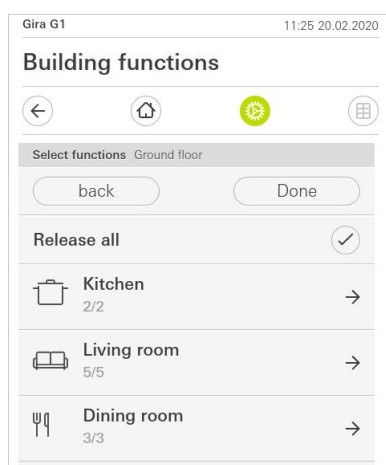 Gira G1 11:25 20.02.2020
Building functions
Select functions Ground floor
back Done
Release all
Kitchen
2/2
Living room
5/5
Dining room
3/3